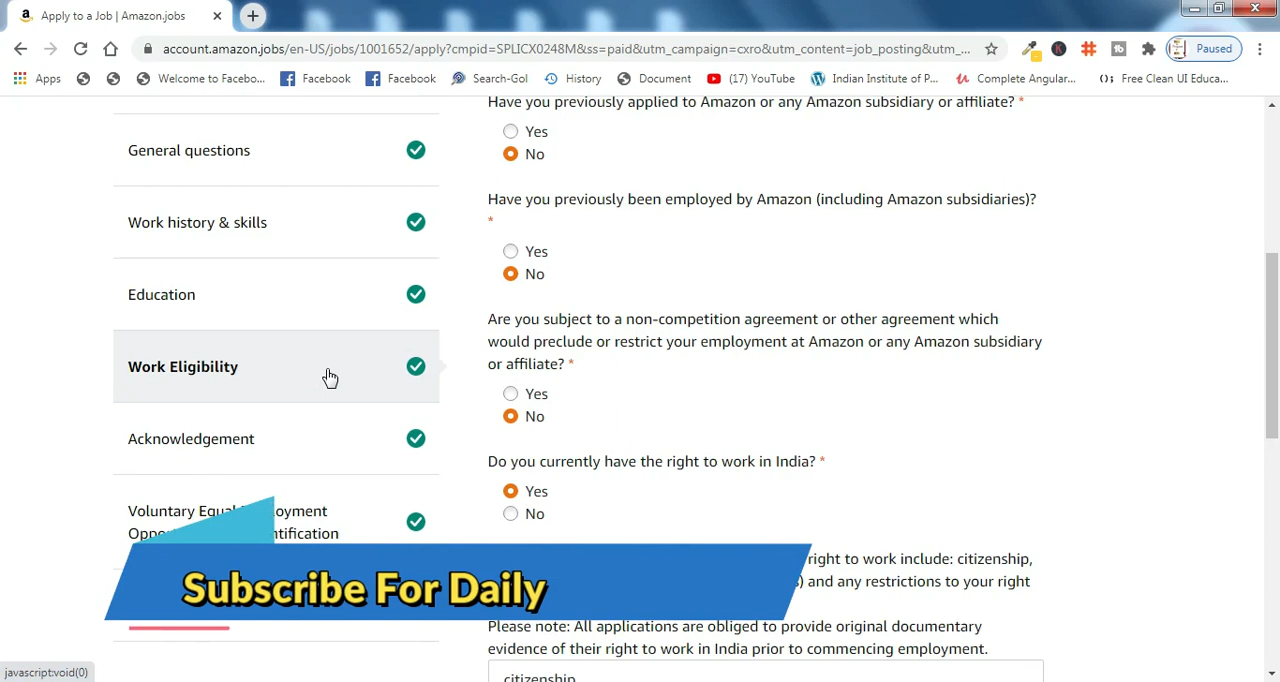 Apply to a Job | Amazon.jobs
account.amazon.jobs/en-US/jobs/1001652/apply?cmpid=SPLICX0248M&ss=paid&utm_campaign=cxro&utm_content=job_posting&utm_...
Paused
Apps
Welcome to Facebo...
Facebook
Facebook
Search-Gol
History
Document
(17) YouTube
Indian Institute of P...
Complete Angular...
Free Clean UI Educa...
Have you previously applied to Amazon or any Amazon subsidiary or affiliate? *
Yes
No
General questions
Work history & skills
Education
Work Eligibility
Acknowledgement
Voluntary Equal
oyment
ntification
Have you previously been employed by Amazon (including Amazon subsidiaries)?
*
Yes
No
Are you subject to a non-competition agreement or other agreement which
would preclude or restrict your employment at Amazon or any Amazon subsidiary
or affiliate? *
Yes
No
Do you currently have the right to work in India? *
Yes
No
right to work include: citizenship,
) and any restrictions to your right
Please note: All applications are obliged to provide original documentary
evidence of their right to work in India prior to commencing employment.
citizenship
Subscribe For Daily
javascript:void(0)